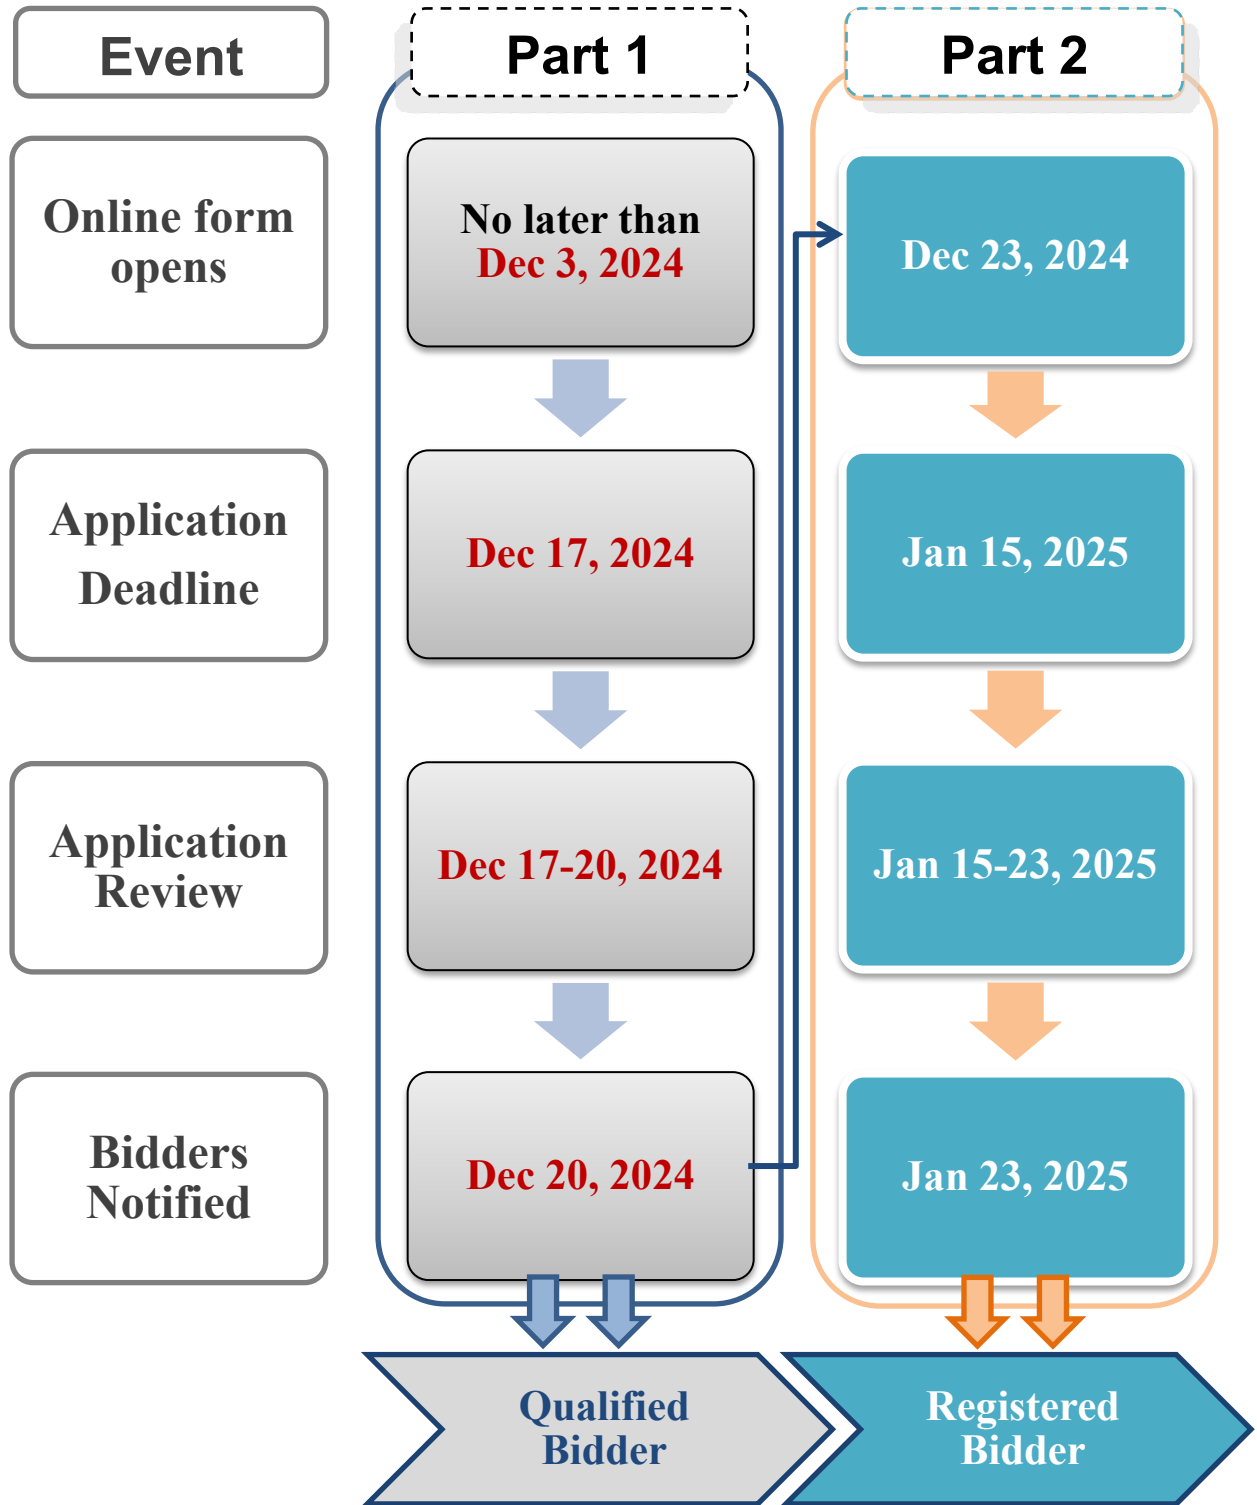 Event
Part 1
Part 2
Online form
opens
No later than
Dec 3, 2024
Dec 23, 2024
Application
Deadline
Dec 17, 2024
Jan 15, 2025
Application
Review
Dec 17-20, 2024
Jan 15-23, 2025
Bidders
Notified
Dec 20, 2024
Jan 23, 2025
Qualified
Bidder
Registered
Bidder